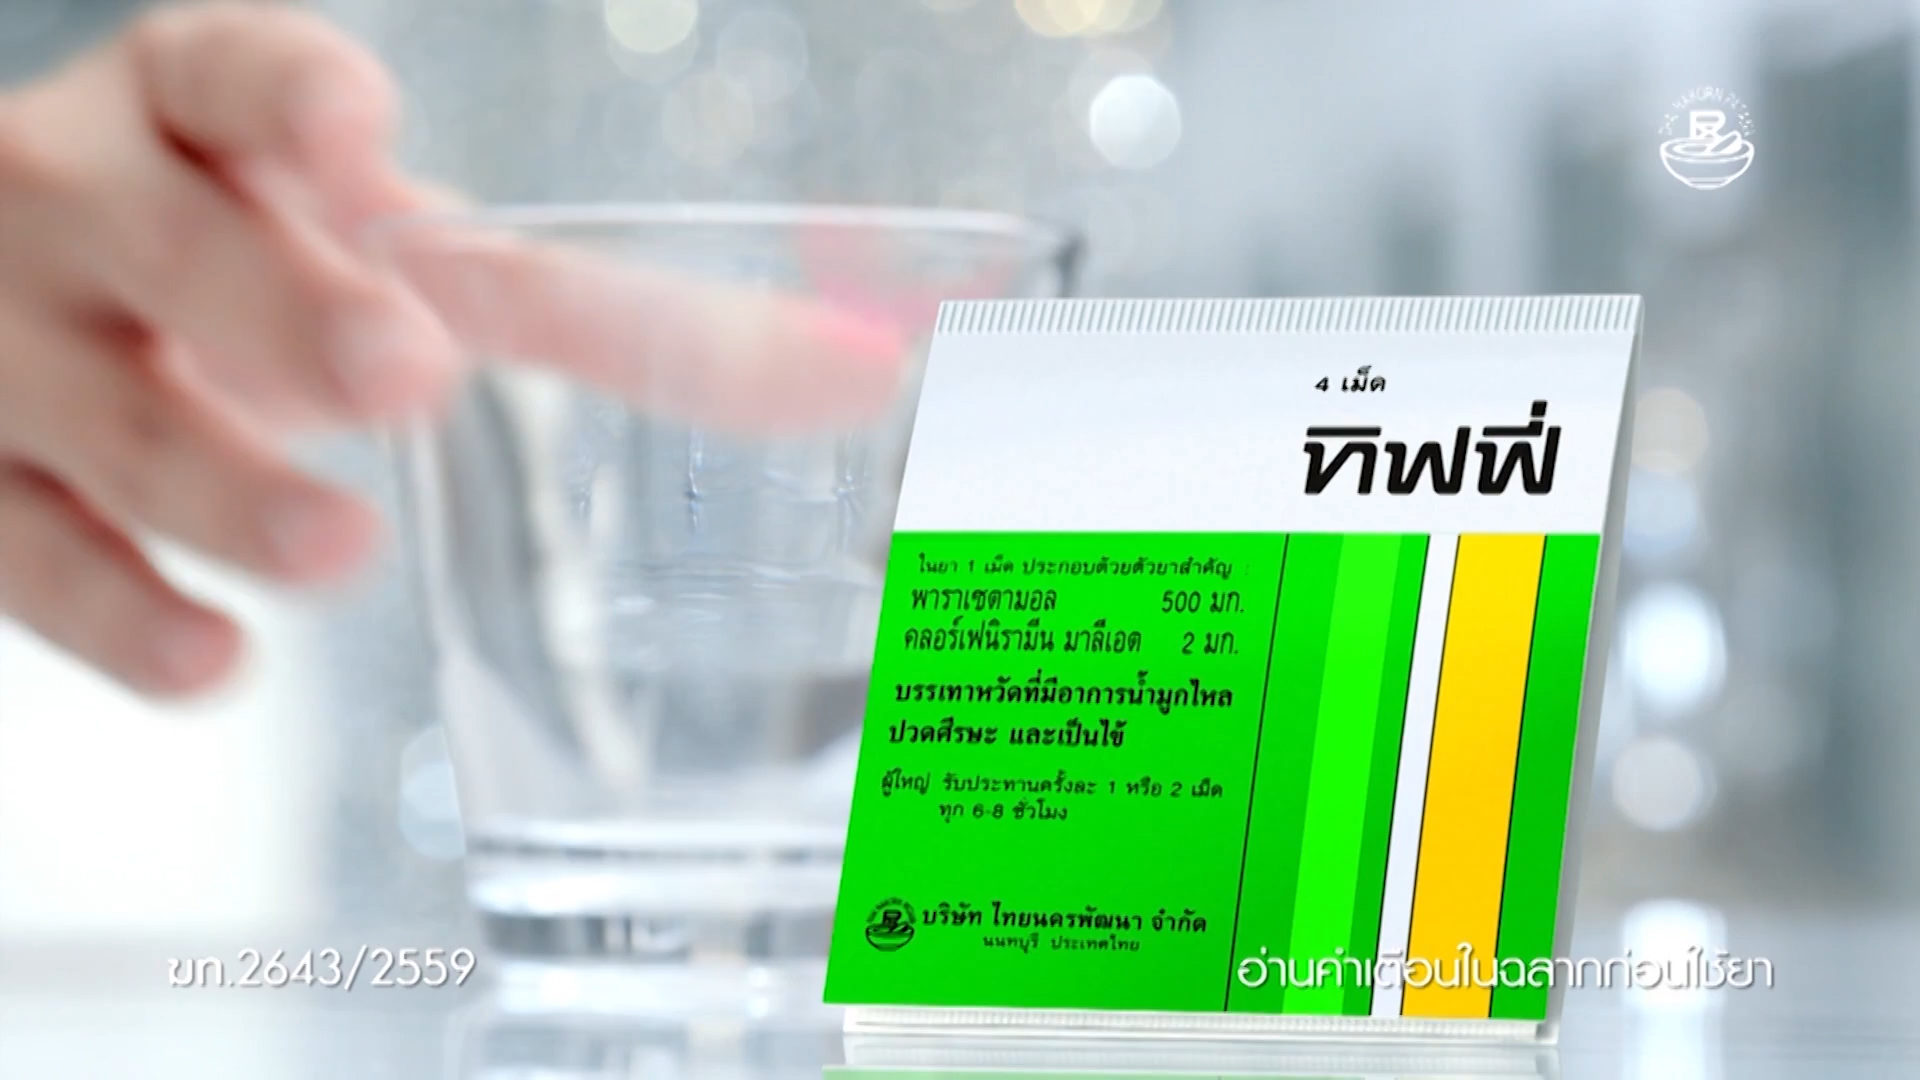 4 เม็ด
ทิฟฟี่
ในยา 1 เม็ด ประกอบด้วยตัวยาสำคัญ :
พาราเซตามอล 500 มก.
คลอร์เฟนิรามีน มาลีเอต 2 มก.
บรรเทาหวัดที่มีอาการน้ำมูกไหล
ปวดศีรษะ และเป็นไข้
ผู้ใหญ่ รับประทานครั้งละ 1 หรือ 2 เม็ด
ทุก 6-8 ชั่วโมง
บริษัท ไทยนครพัฒนา จำกัด
นนทบุรี ประเทศไทย
ฆท.2643/2559
อ่านคำเตือนในฉลากก่อนใช้ยา